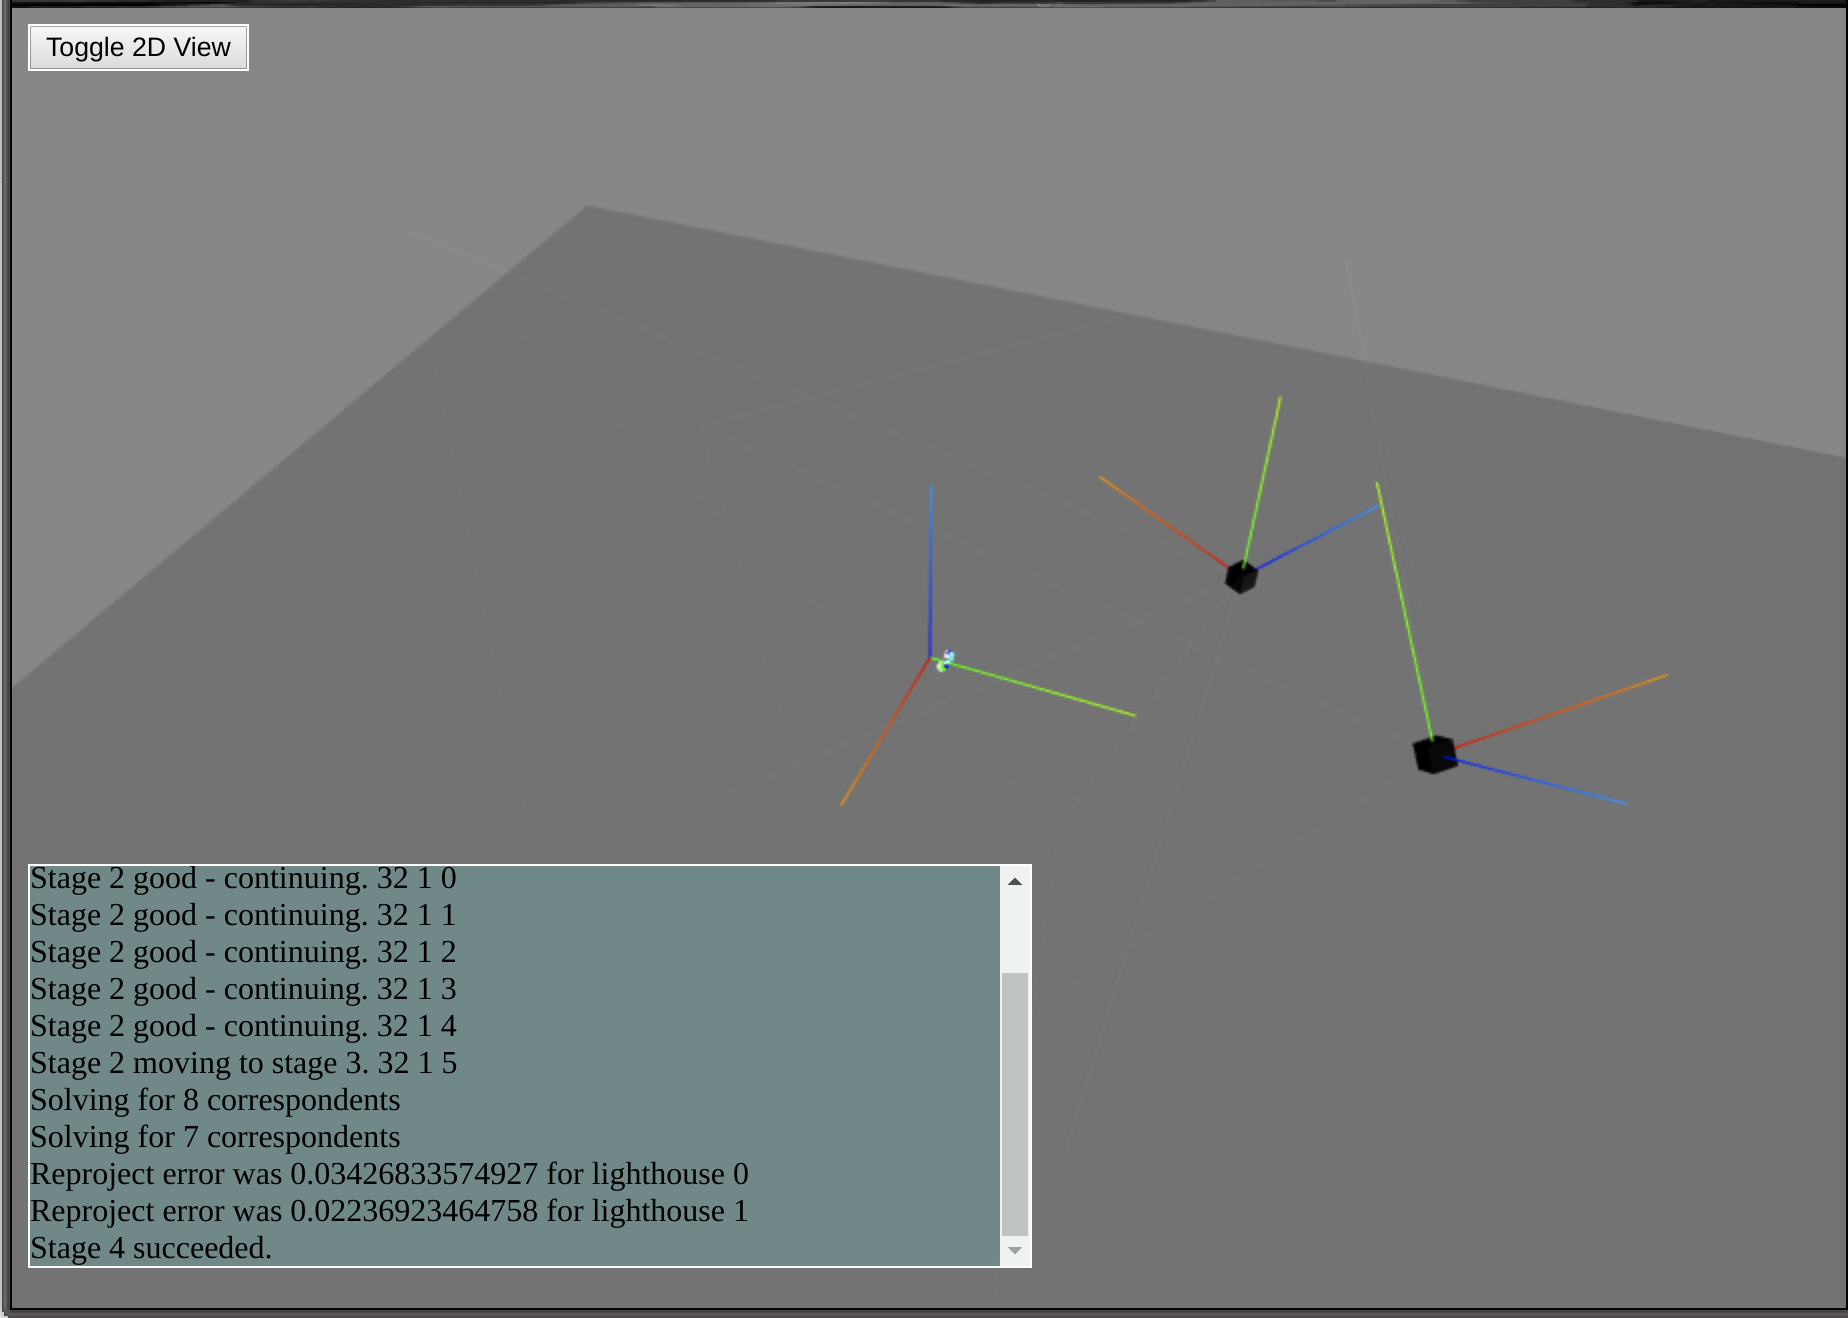 Toggle 2D View
Stage 2 good - continuing. 32 1 0
Stage 2 good - continuing. 32 1 1
Stage 2 good - continuing. 32 1 2
Stage 2 good - continuing. 32 1 3
Stage 2 good - continuing. 32 1 4
Stage 2 moving to stage 3. 32 1 5
Solving for 8 correspondents
Solving for 7 correspondents
Reproject error was 0.03426833574927 for lighthouse 0
Reproject error was 0.02236923464758 for lighthouse 1
Stage 4 succeeded.